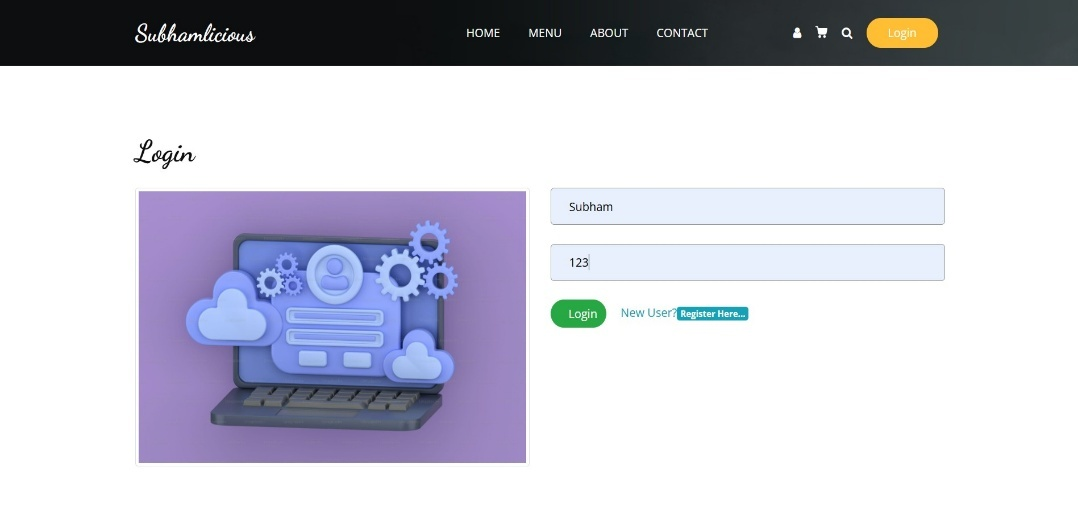 Subhamlicious
HOME MENU ABOUT CONTACT
Login
Login
Subham
123
Login New User? Register Here...